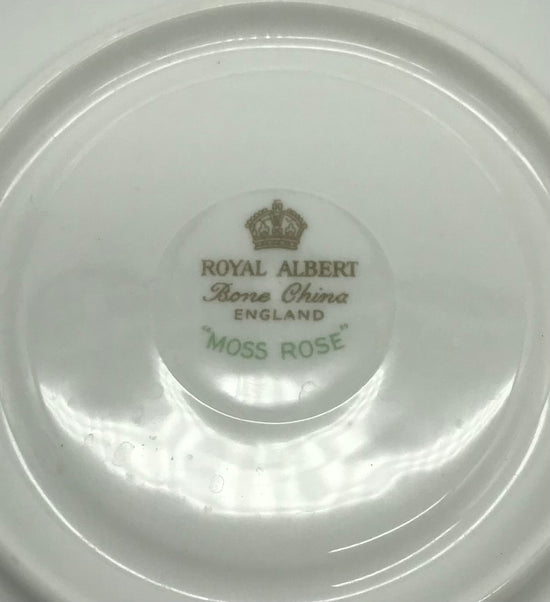 ROYAL ALBERT
Bone China
ENGLAND
"MOSS ROSE"